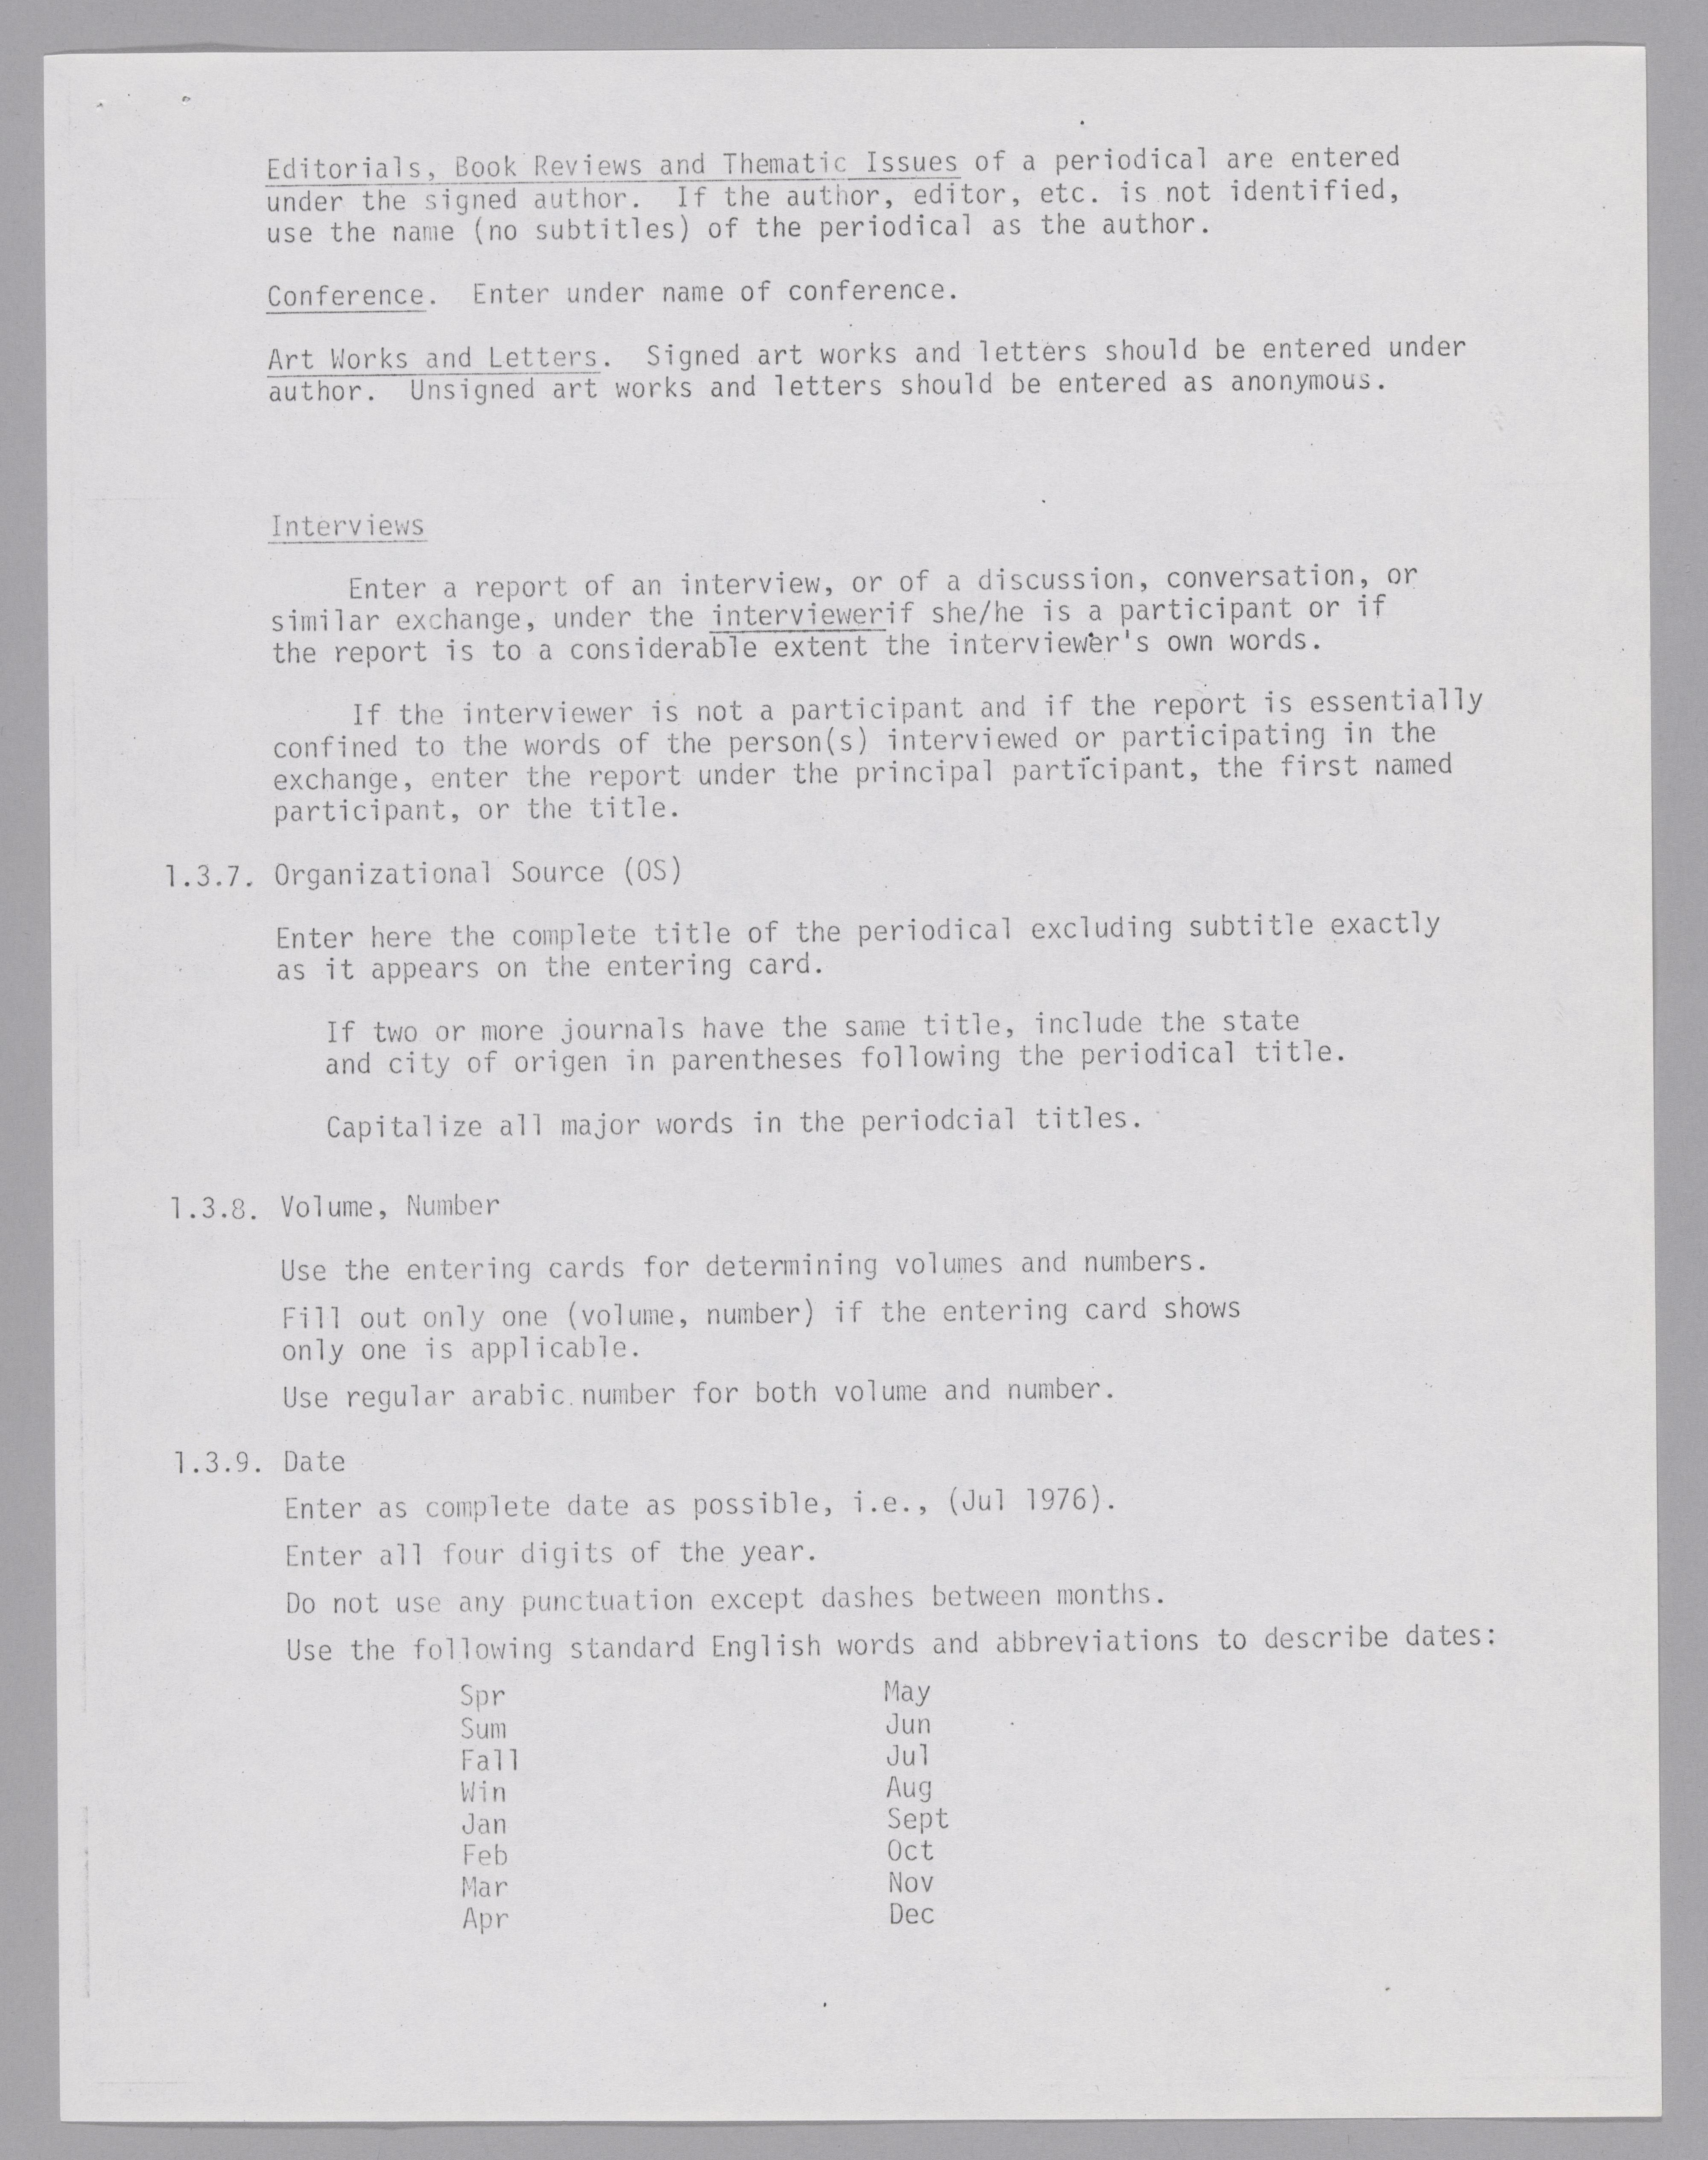 Editorials, Book Reviews and Thematic Issues of a periodical are entered
under the signed author. If the author, editor, etc. is not identified,
use the name (no subtitles) of the periodical as the author.
Conference. Enter under name of conference.
Art Works and Letters. Signed art works and letters should be entered under
author. Unsigned art works and letters should be entered as anonymous.
Interviews
Enter a report of an interview, or of a discussion, conversation, or
similar exchange, under the interviewerif she/he is a participant or if
the report is to a considerable extent the interviewer's own words.
If the interviewer is not a participant and if the report is essentially
confined to the words of the person(s) interviewed or participating in the
exchange, enter the report under the principal participant, the first named
participant, or the title.
1.3.7. Organizational Source (OS)
Enter here the complete title of the periodical excluding subtitle exactly
as it appears on the entering card.
If two or more journals have the same title, include the state
and city of origen in parentheses following the periodical title.
Capitalize all major words in the periodcial titles.
1.3.8. Volume, Number
Use the entering cards for determining volumes and numbers.
Fill out only one (volume, number) if the entering card shows
only one is applicable.
Use regular arabic number for both volume and number.
1.3.9. Date
Enter as complete date as possible, i.e., (Jul 1976).
Enter all four digits of the year.
Do not use any punctuation except dashes between months.
Use the following standard English words and abbreviations to describe dates:
Spr
Sum
Fall
Win
Jan
Feb
Mar
Apr
May
Jun
Jul
Aug
Sept
Oct
Nov
Dec